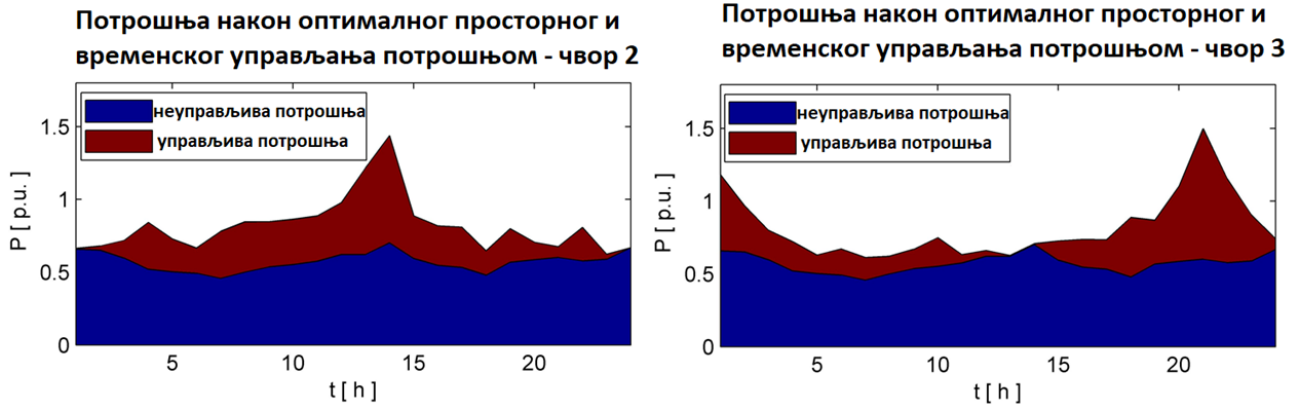 Потрошња након оптималног просторног и
временског управљања потрошњом - чвор 2
неуправљива потрошња
управљива потрошња
1.5
1
0.5
0
P [ p.u. ]
5
10
15
20
t [ h ]
Потрошња након оптималног просторног и
временског управљања потрошњом - чвор 3
неуправљива потрошња
управљива потрошња
1.5
1
0.5
0
P [ p.u. ]
5
10
15
20
t [ h ]